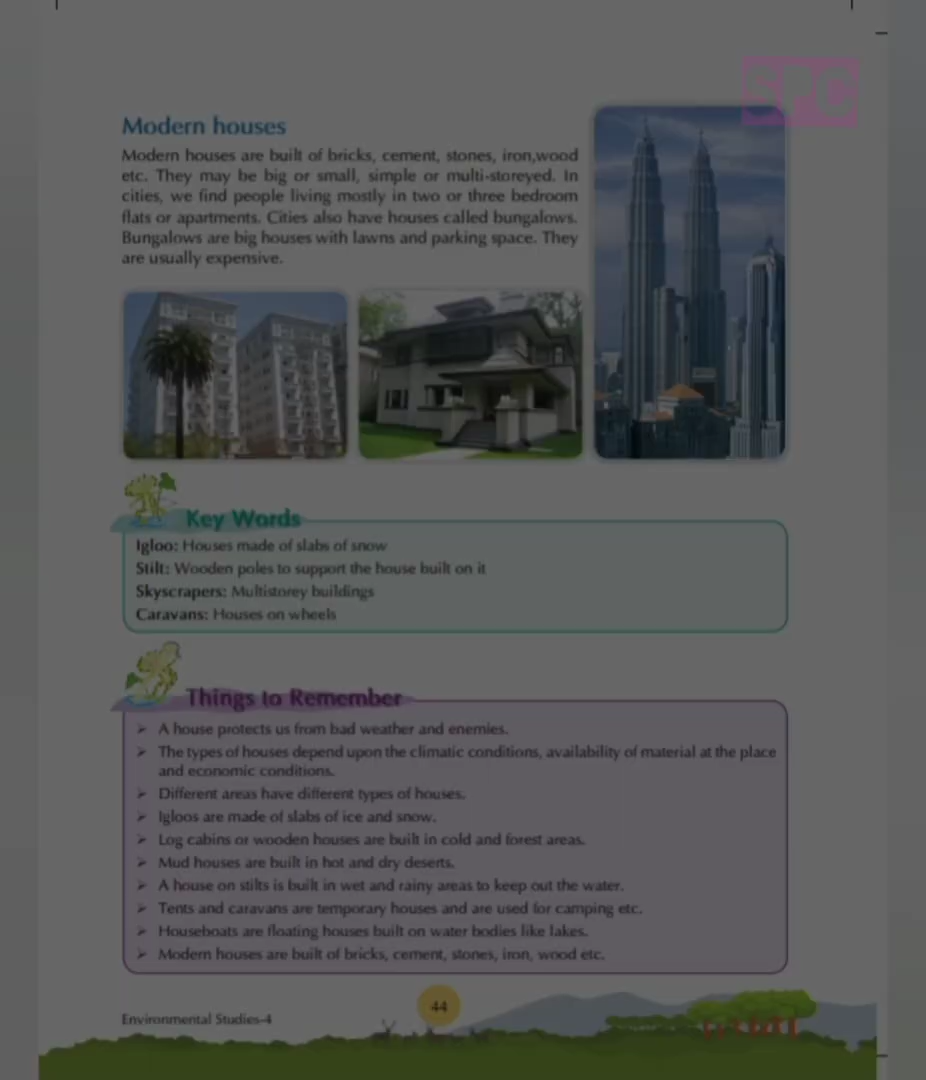 SPC
Modern houses
Modern houses are built of bricks, cement, stones, iron,wood
etc. They may be big or small, simple or multi-storeyed. In
cities, we find people living mostly in two or three bedroom
flats or apartments. Cities also have houses called bungalows.
Bungalows are big houses with lawns and parking space. They
are usually expensive.
Key Words
Igloo: Houses made of slabs of snow
Stilt: Wooden poles to support the house built on it
Skyscrapers: Multistorey buildings
Caravans: Houses on wheels
Things to Remember
➢ A house protects us from bad weather and enemies.
➢ The types of houses depend upon the climatic conditions, availability of material at the place
and economic conditions.
➢ Different areas have different types of houses.
➢ Igloos are made of slabs of ice and snow.
➢ Log cabins or wooden houses are built in cold and forest areas.
➢ Mud houses are built in hot and dry deserts.
➢ A house on stilts is built in wet and rainy areas to keep out the water.
➢ Tents and caravans are temporary houses and are used for camping etc.
➢ Houseboats are floating houses built on water bodies like lakes.
➢ Modern houses are built of bricks, cement, stones, iron, wood etc.
44
Environmental Studies-4